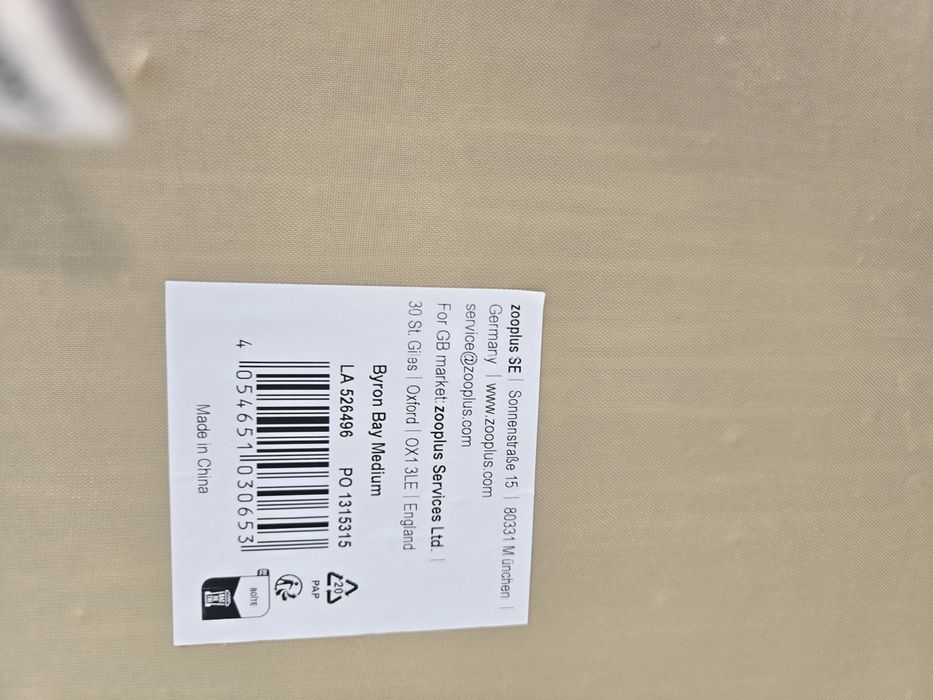 zooplus SE | Sonnenstraße 15 | 80331 München |
Germany | www.zooplus.com
service@zooplus.com
For GB market: zooplus Services Ltd. |
30 St. Giles | Oxford | OX1 3LE | England
Byron Bay Medium
LA 526496 PO 1315315
4 054651 030653
Made in China
20
PAP
FR
BOÎTE